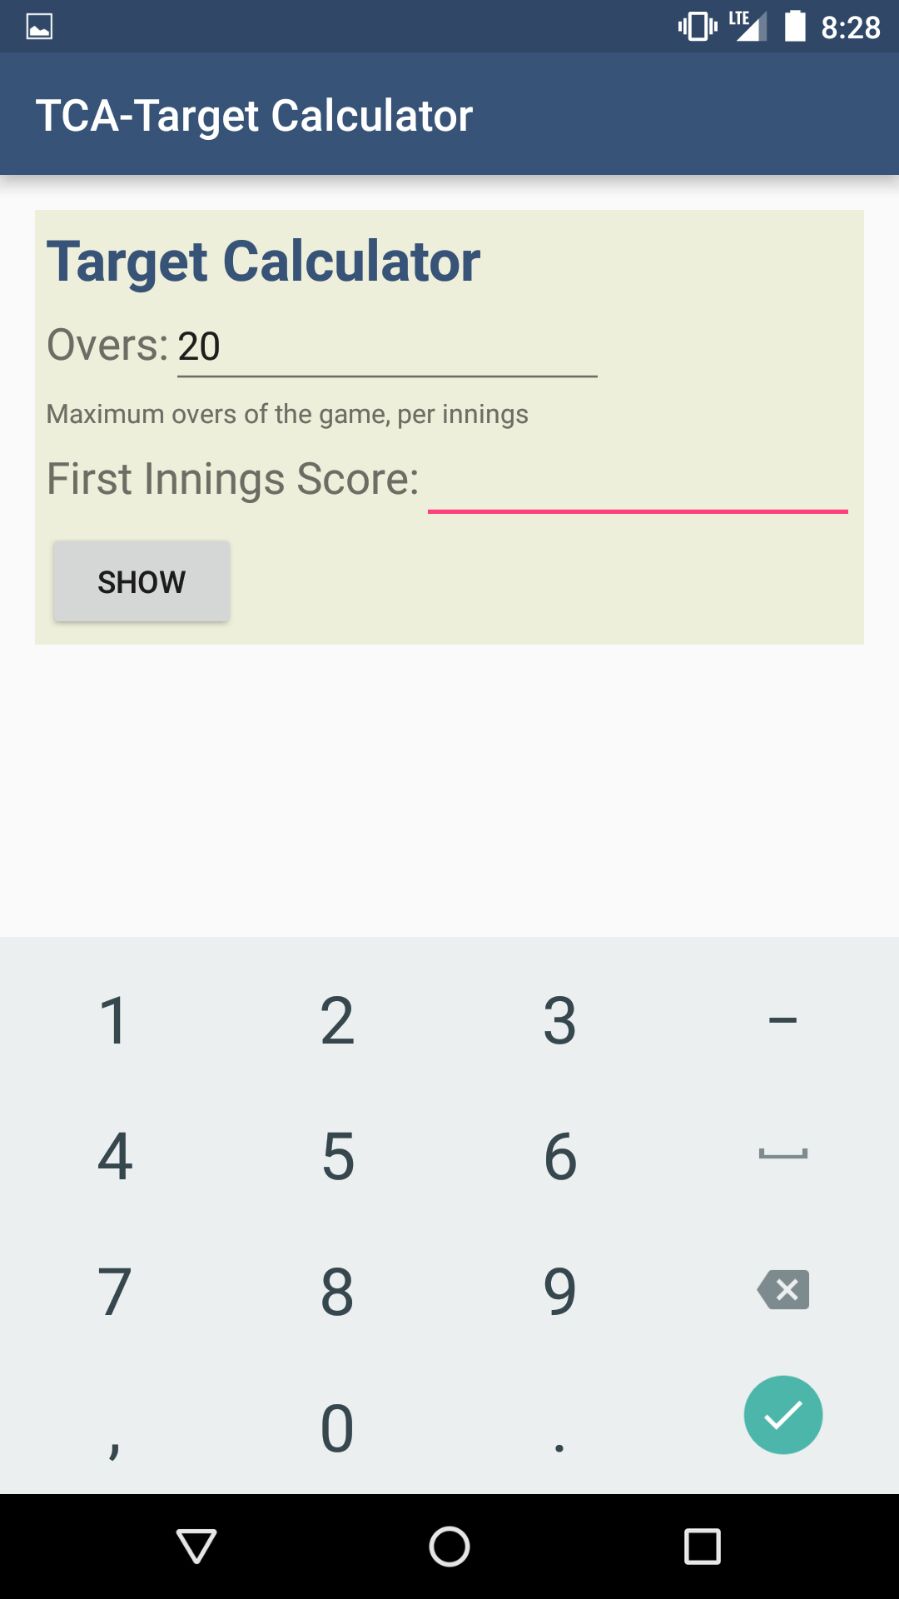 LTE 8:28
TCA-Target Calculator
Target Calculator
Overs: 20
Maximum overs of the game, per innings
First Innings Score:
SHOW
1 2 3 –
4 5 6
7 8 9
, 0 .